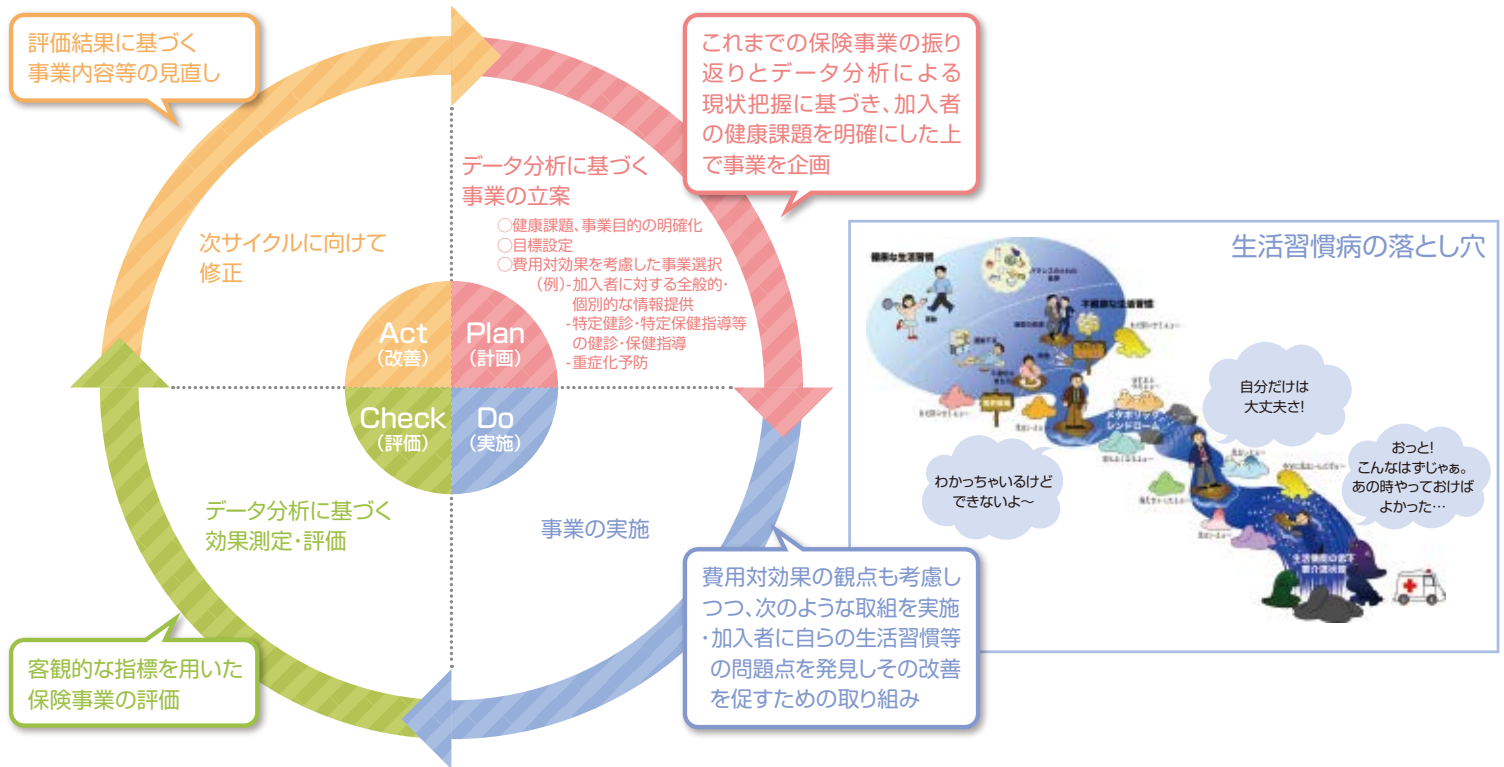 評価結果に基づく
事業内容等の見直し
これまでの保険事業の振り
返りとデータ分析による
現状把握に基づき、加入者
の健康課題を明確にした上
で事業を企画
データ分析に基づく
事業の立案
○健康課題、事業目的の明確化
○目標設定
○費用対効果を考慮した事業選択
(例)-加入者に対する全般的・
個別的な情報提供
-特定健診・特定保健指導等
の健診・保健指導
-重症化予防
次サイクルに向けて
修正
Act
(改善)
Plan
(計画)
Check
(評価)
Do
(実施)
データ分析に基づく
効果測定・評価
事業の実施
客観的な指標を用いた
保険事業の評価
費用対効果の観点も考慮し
つつ、次のような取組を実施
・加入者に自らの生活習慣等
の問題点を発見しその改善
を促すための取り組み
生活習慣病の落とし穴
健康な生活習慣
不健康な生活習慣
運動
メタボリック
自分だけは
大丈夫さ!
わかっちゃいるけど
できないよ〜
おっと!
こんなはずじゃぁ。
あの時やっておけば
よかった…